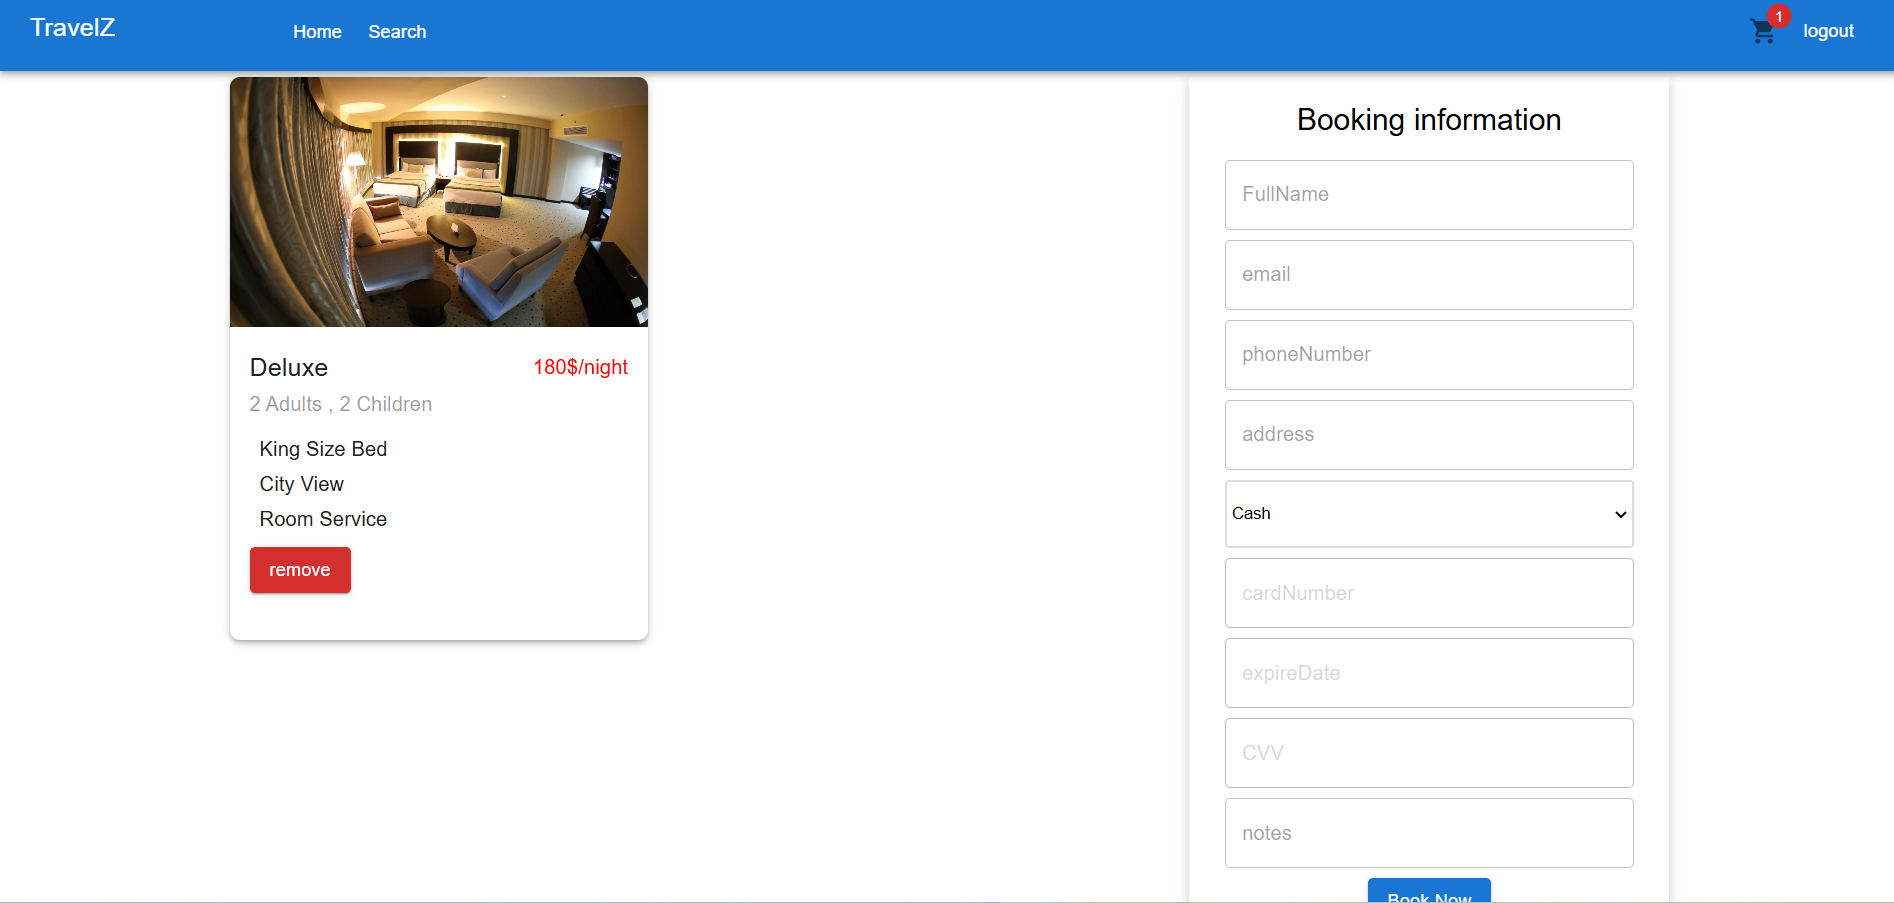 TravelZ
Home Search
1
logout
Deluxe 180$/night
2 Adults , 2 Children
King Size Bed
City View
Room Service
remove
Booking information
FullName
email
phoneNumber
address
Cash
cardNumber
expireDate
CVV
notes
Book Now